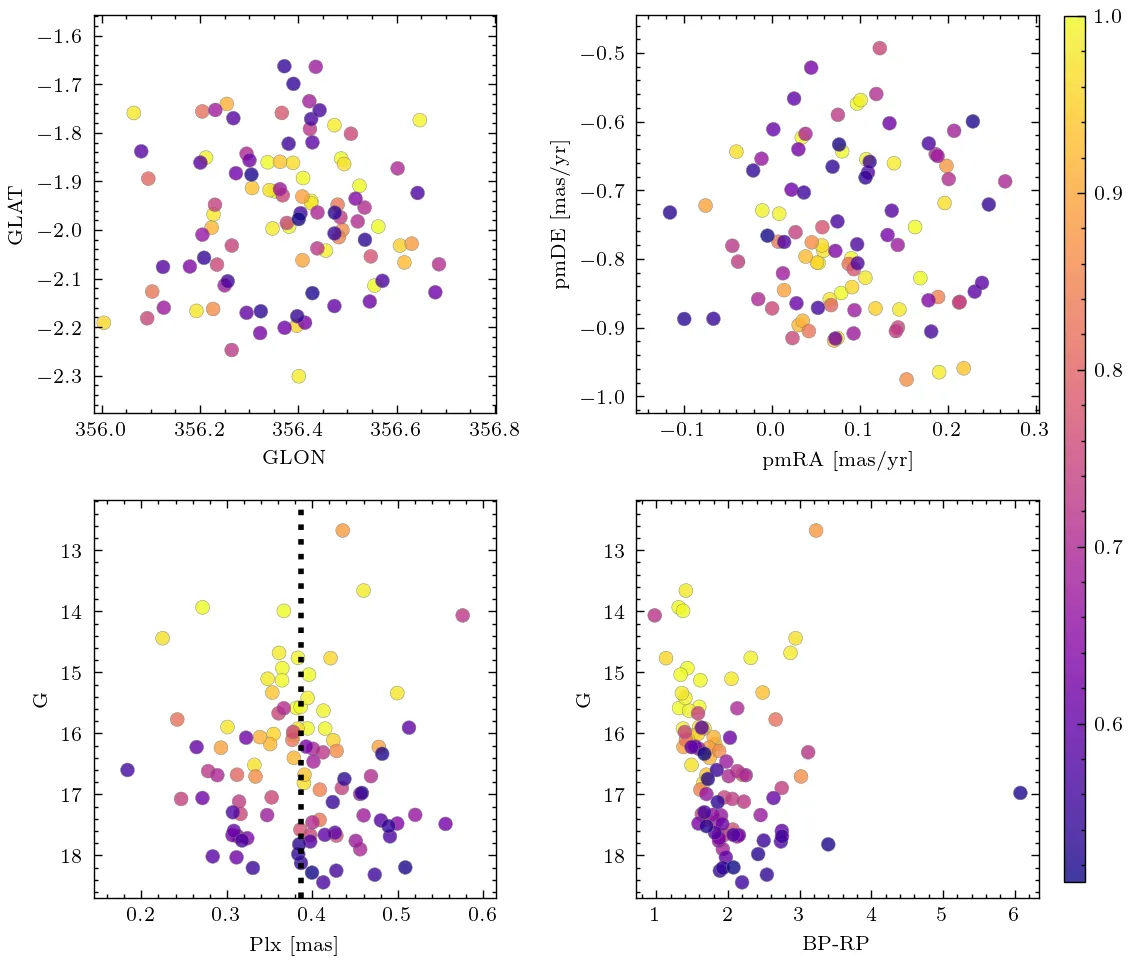 −1.6
−1.7
−1.8
−1.9
−2.0
−2.1
−2.2
−2.3
GLAT
356.0 356.2 356.4 356.6 356.8
GLON
−0.5
−0.6
−0.7
−0.8
−0.9
−1.0
pmDE [mas/yr]
−0.1 0.0 0.1 0.2 0.3
pmRA [mas/yr]
1.0
0.9
0.8
0.7
0.6
13
14
15
16
17
18
G
0.2 0.3 0.4 0.5 0.6
Plx [mas]
13
14
15
16
17
18
G
1 2 3 4 5 6
BP-RP